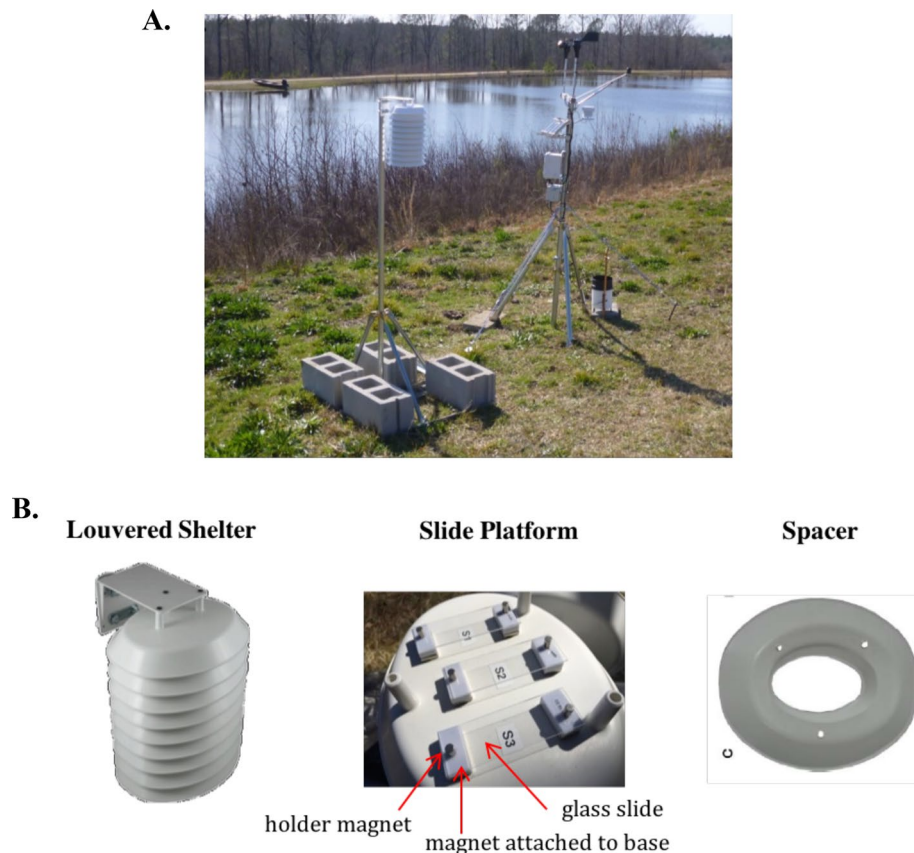 A.
B.
Louvered Shelter
Slide Platform
Spacer
S1
S2
S3
C
holder magnet
glass slide
magnet attached to base